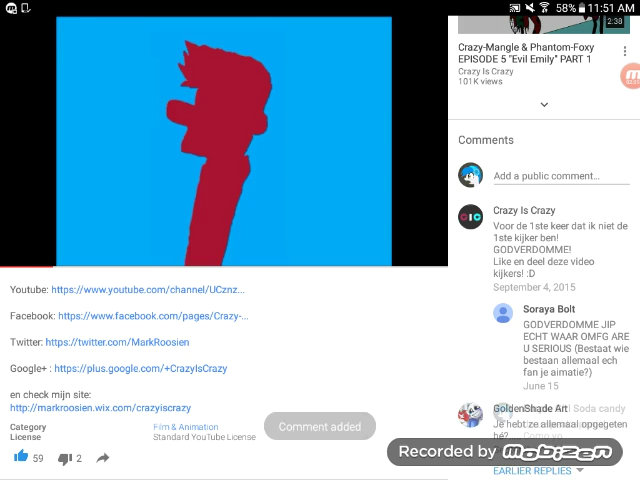 58% 11:51 AM
2:38
Crazy-Mangle & Phantom-Foxy
EPISODE 5 "Evil Emily" PART 1
Crazy Is Crazy
101K views
Comments
Add a public comment...
Crazy Is Crazy
Voor de 1ste keer dat ik niet de
1ste kijker ben!
GODVERDOMME!
Like en deel deze video
kijkers! :D
September 4, 2015
Soraya Bolt
GODVERDOMME JIP
ECHT WAAR OMFG ARE
U SERIOUS (Bestaat wie
bestaan allemaal ech
fan je aimatie?)
June 15
Golden Shade Art
Soda candy
Je hebt ze allemaal opgegeten
hé?
EARLIER REPLIES
Youtube: https://www.youtube.com/channel/UCznz...
Facebook: https://www.facebook.com/pages/Crazy-...
Twitter: https://twitter.com/MarkRoosien
Google+ : https://plus.google.com/+CrazyIsCrazy
en check mijn site:
http://markroosien.wix.com/crazyiscrazy
Category Film & Animation
License Standard YouTube License
Comment added
59 2
Recorded by Mobizen